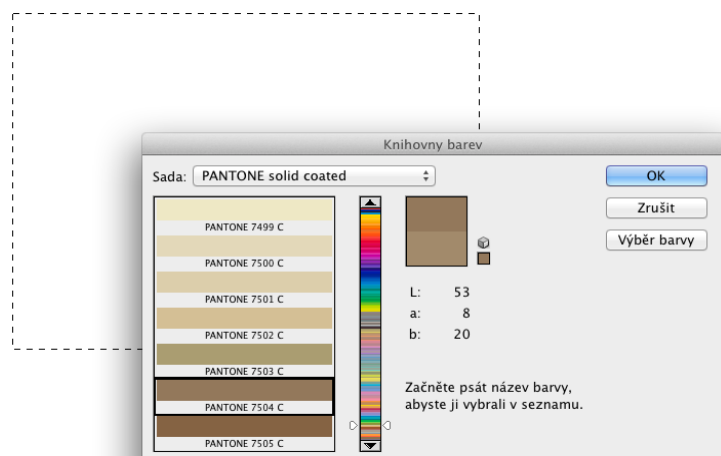 Knihovny barev
Sada: PANTONE solid coated
OK
Zrušit
Výběr barvy
PANTONE 7499 C
PANTONE 7500 C
PANTONE 7501 C
PANTONE 7502 C
PANTONE 7503 C
PANTONE 7504 C
PANTONE 7505 C
L: 53
a: 8
b: 20
Začněte psát název barvy,
abyste ji vybrali v seznamu.